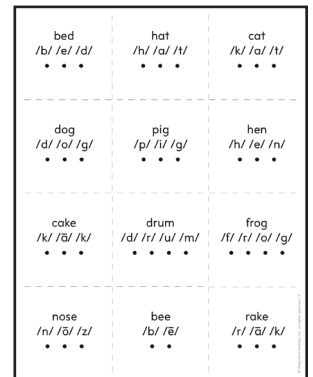 bed hat cat
/b/ /e/ /d/ /h/ /a/ /t/ /k/ /a/ /t/
dog pig hen
/d/ /o/ /g/ /p/ /i/ /g/ /h/ /e/ /n/
cake drum frog
/k/ /ā/ /k/ /d/ /r/ /u/ /m/ /f/ /r/ /o/ /g/
nose bee rake
/n/ /ō/ /z/ /b/ /ē/ /r/ /ā/ /k/